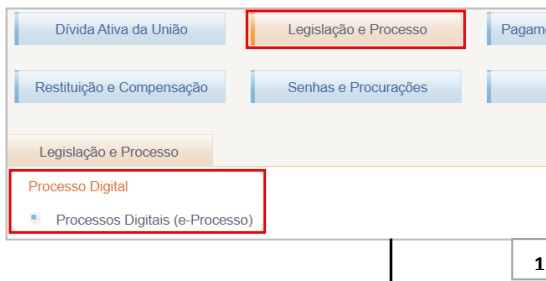 Dívida Ativa da União
Legislação e Processo
Restituição e Compensação
Senhas e Procurações
Legislação e Processo
Processo Digital
Processos Digitais (e-Processo)
1